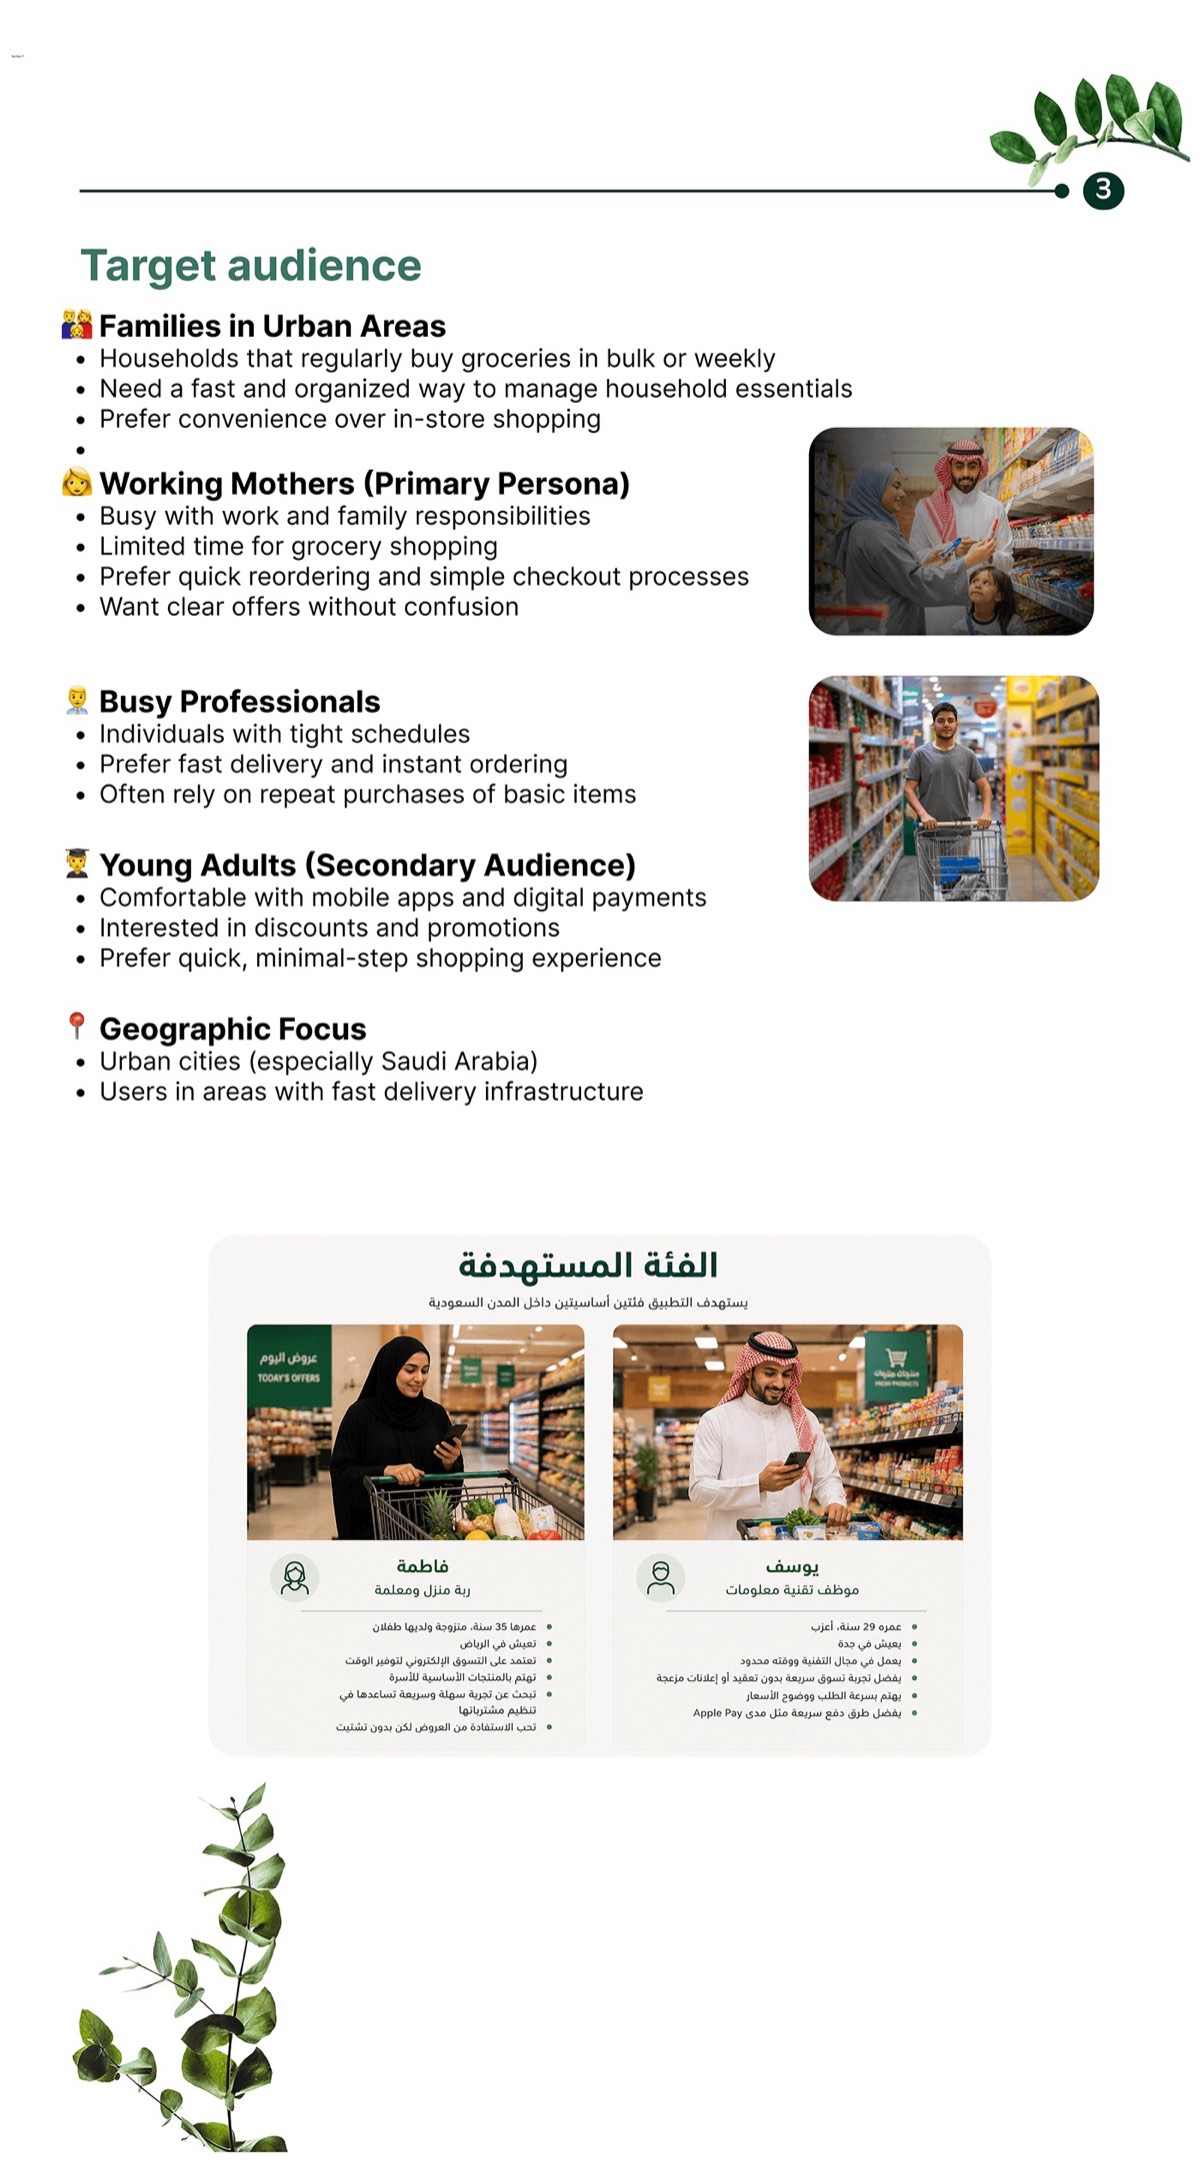 3
Target audience
👨‍👩‍👧 Families in Urban Areas
• Households that regularly buy groceries in bulk or weekly
• Need a fast and organized way to manage household essentials
• Prefer convenience over in-store shopping
•
👩 Working Mothers (Primary Persona)
• Busy with work and family responsibilities
• Limited time for grocery shopping
• Prefer quick reordering and simple checkout processes
• Want clear offers without confusion
👨‍💼 Busy Professionals
• Individuals with tight schedules
• Prefer fast delivery and instant ordering
• Often rely on repeat purchases of basic items
👨‍🎓 Young Adults (Secondary Audience)
• Comfortable with mobile apps and digital payments
• Interested in discounts and promotions
• Prefer quick, minimal-step shopping experience
📍 Geographic Focus
• Urban cities (especially Saudi Arabia)
• Users in areas with fast delivery infrastructure
الفئة المستهدفة
يستهدف التطبيق فئتين أساسيتين داخل المدن السعودية
منتجات
PRODUCTS
يوسف
موظف تقنية معلومات
• عمره 29 سنة، أعزب
• يعيش في جدة
• يعمل في مجال التقنية ووقته محدود
• يفضل تجربة تسوق سريعة بدون تعقيد أو إعلانات مزعجة
• يهتم بسرعة الطلب ووضوح الأسعار
• يفضل طرق دفع سريعة مثل مدى Apple Pay
عروض اليوم
TODAY'S OFFERS
فاطمة
ربة منزل ومعلمة
• عمرها 35 سنة، متزوجة ولديها طفلان
• تعيش في الرياض
• تعتمد على التسوق الإلكتروني لتوفير الوقت
• تهتم بالمنتجات الأساسية للأسرة
• تبحث عن تجربة سهلة وسريعة تساعدها في
تنظيم مشترياتها
• تحب الاستفادة من العروض لكن بدون تشتيت